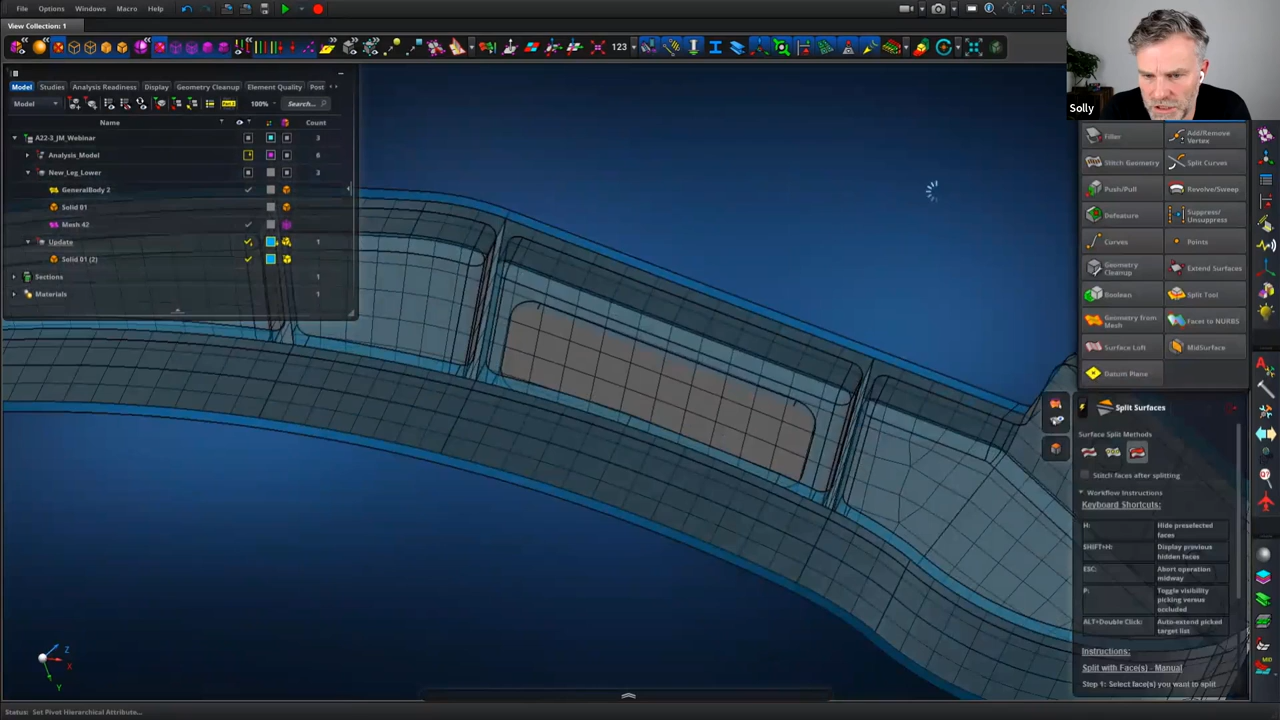 File Options Windows Macro Help
View Collection: 1
123
Solly
Model Studies Analysis Readiness Display Geometry Cleanup Element Quality Post
Model 100% Search...
Name Count
A22-3_JM_Webinar 3
Analysis_Model 6
New_Leg_Lower 3
GeneralBody 2
Solid 01
Mesh 42
Update 1
Solid 01 (2)
Sections 1
Materials 1
Filler Add/Remove Vertex
Stitch Geometry Split Curves
Push/Pull Revolve/Sweep
Defeature Suppress/Unsuppress
Curves Points
Geometry Cleanup Extend Surfaces
Boolean Split Tool
Geometry from Mesh Facet to NURBS
Surface Loft MidSurface
Datum Plane
Split Surfaces
Surface Split Methods
Stitch faces after splitting
Workflow Instructions
Keyboard Shortcuts:
H: Hide preselected faces
SHIFT+H: Display previous hidden faces
ESC: Abort operation midway
P: Toggle visibility picking versus occluded
ALT+Double Click: Auto-extend picked target list
Instructions:
Split with Face(s) - Manual
Step 1: Select face(s) you want to split
Z
X
Y
Status: Set Pivot Hierarchical Attribute...